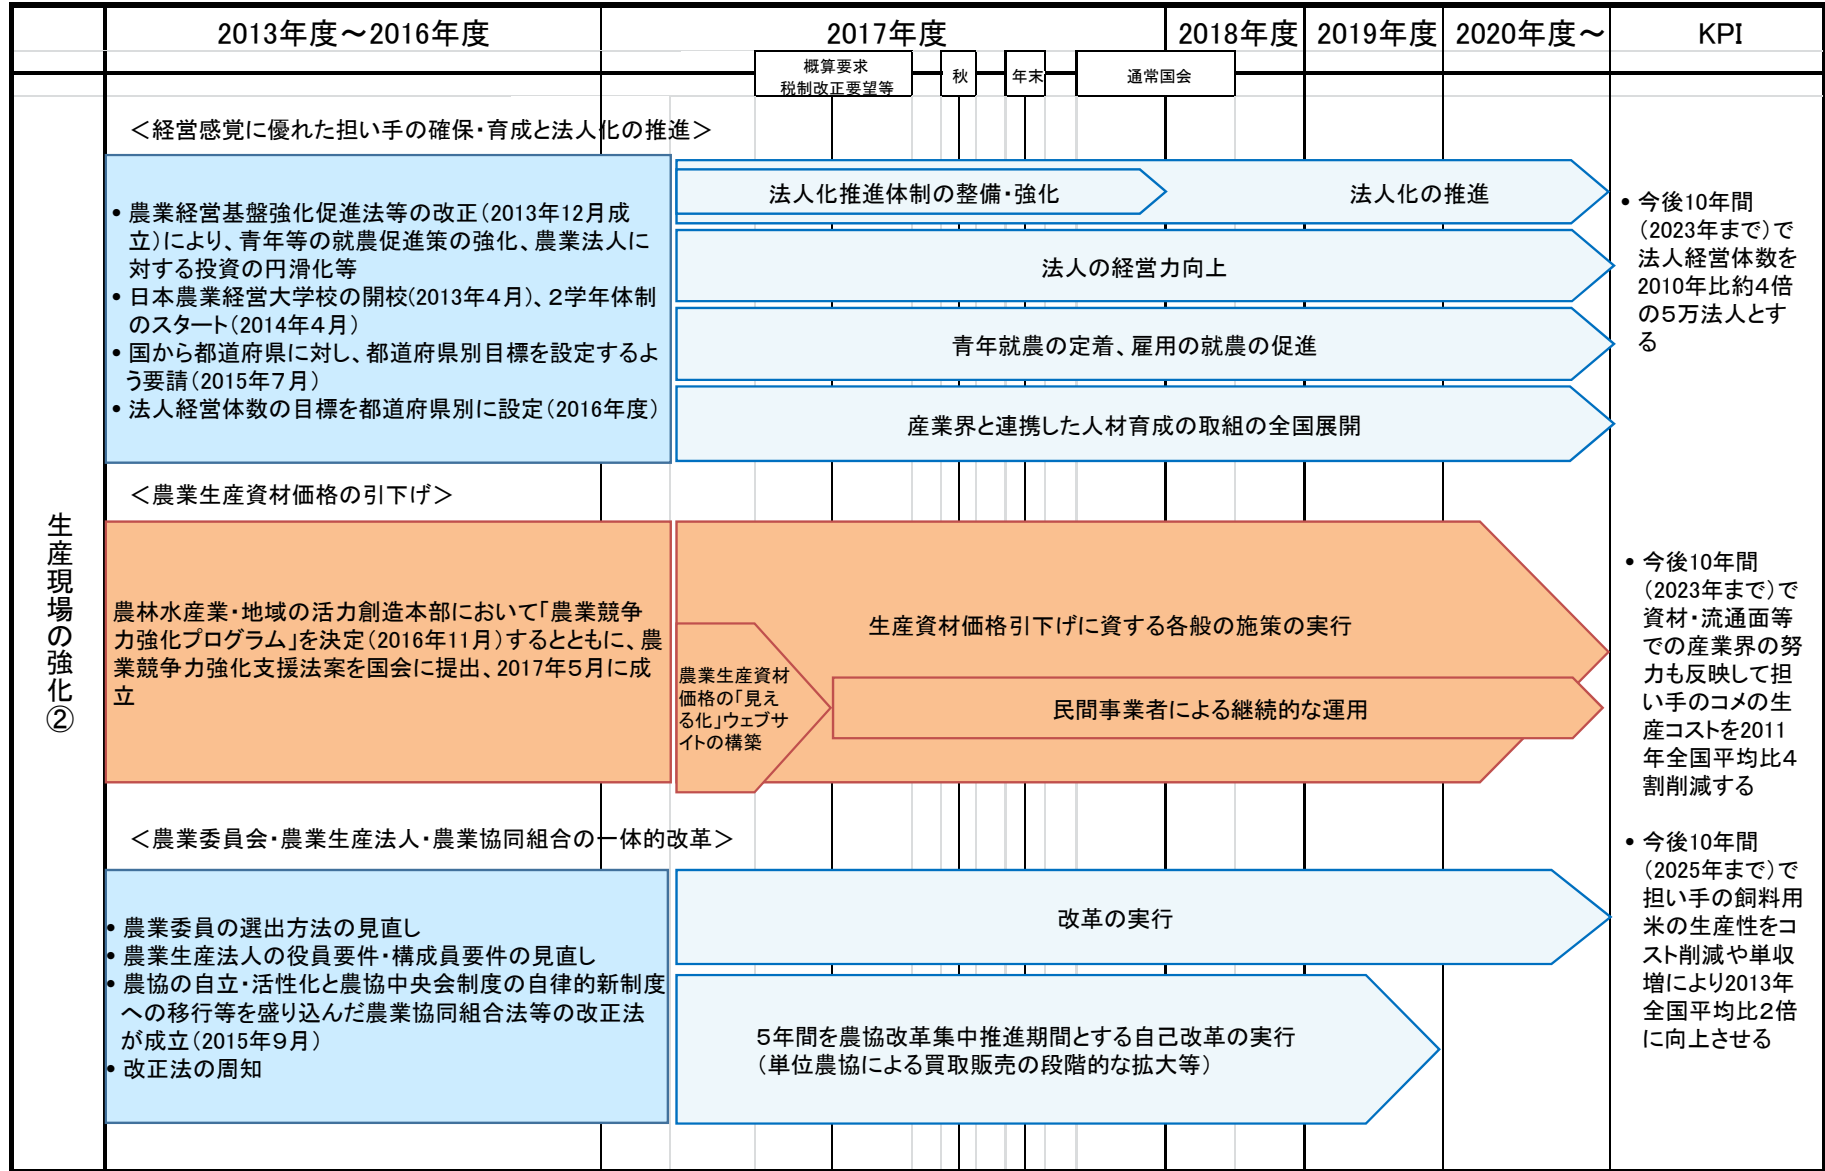 2013年度～2016年度
2017年度
2018年度
2019年度
2020年度～
KPI
概算要求
税制改正要望等
秋
年末
通常国会
生産現場の強化②
＜経営感覚に優れた担い手の確保・育成と法人化の推進＞
• 農業経営基盤強化促進法等の改正（2013年12月成
立）により、青年等の就農促進策の強化、農業法人に
対する投資の円滑化等
• 日本農業経営大学校の開校(2013年４月)、２学年体制
のスタート（2014年４月）
• 国から都道府県に対し、都道府県別目標を設定するよ
う要請（2015年７月）
• 法人経営体数の目標を都道府県別に設定（2016年度）
法人化推進体制の整備・強化
法人化の推進
法人の経営力向上
青年就農の定着、雇用の就農の促進
産業界と連携した人材育成の取組の全国展開
• 今後10年間
（2023年まで）で
法人経営体数を
2010年比約４倍
の５万法人とす
る
＜農業生産資材価格の引下げ＞
農林水産業・地域の活力創造本部において「農業競争
力強化プログラム」を決定（2016年11月）するとともに、農
業競争力強化支援法案を国会に提出、2017年５月に成
立
生産資材価格引下げに資する各般の施策の実行
農業生産資材
価格の「見え
る化」ウェブサ
イトの構築
民間事業者による継続的な運用
• 今後10年間
（2023年まで）で
資材・流通面等
での産業界の努
力も反映して担
い手のコメの生
産コストを2011
年全国平均比４
割削減する
＜農業委員会・農業生産法人・農業協同組合の一体的改革＞
• 農業委員の選出方法の見直し
• 農業生産法人の役員要件・構成員要件の見直し
• 農協の自立・活性化と農協中央会制度の自律的新制度
への移行等を盛り込んだ農業協同組合法等の改正法
が成立（2015年９月）
• 改正法の周知
改革の実行
５年間を農協改革集中推進期間とする自己改革の実行
（単位農協による買取販売の段階的な拡大等）
• 今後10年間
（2025年まで）で
担い手の飼料用
米の生産性をコ
スト削減や単収
増により2013年
全国平均比２倍
に向上させる